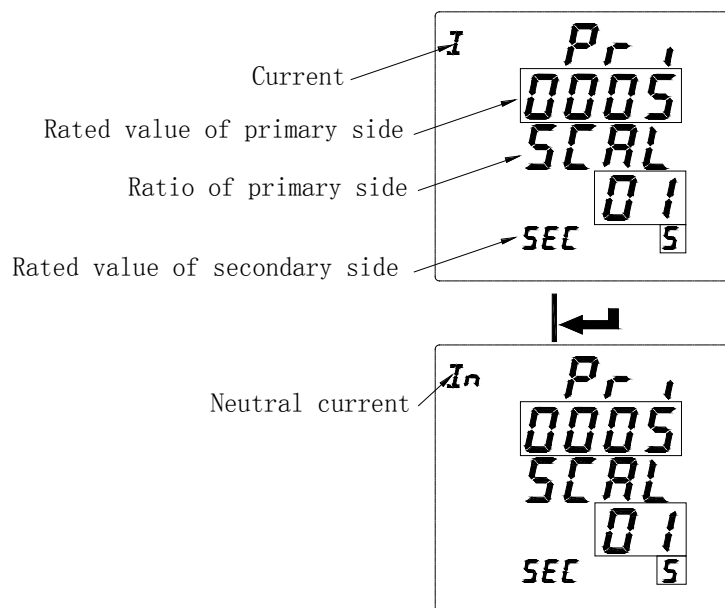 I Pri
Current
0005
Rated value of primary side
SCAL
Ratio of primary side
01
SEC 5
Rated value of secondary side
In Pri
Neutral current
0005
SCAL
01
SEC 5